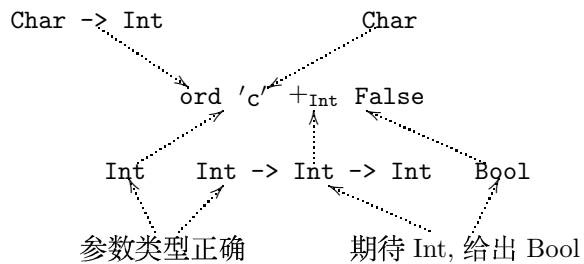 Char -> Int Char
ord 'c' +Int False
Int Int -> Int -> Int Bool
参数类型正确 期待 Int, 给出 Bool